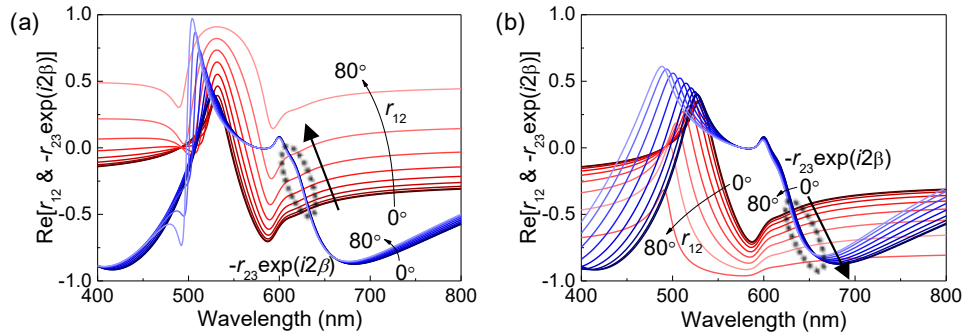 (a)
Re[r12 & -r23exp(i2β)]
1.0
0.5
0.0
-0.5
-1.0
80°
r12
0°
80°
0°
-r23exp(i2β)
400 500 600 700 800
Wavelength (nm)
(b)
Re[r12 & -r23exp(i2β)]
1.0
0.5
0.0
-0.5
-1.0
-r23exp(i2β)
0°
0°
80°
80°
r12
400 500 600 700 800
Wavelength (nm)